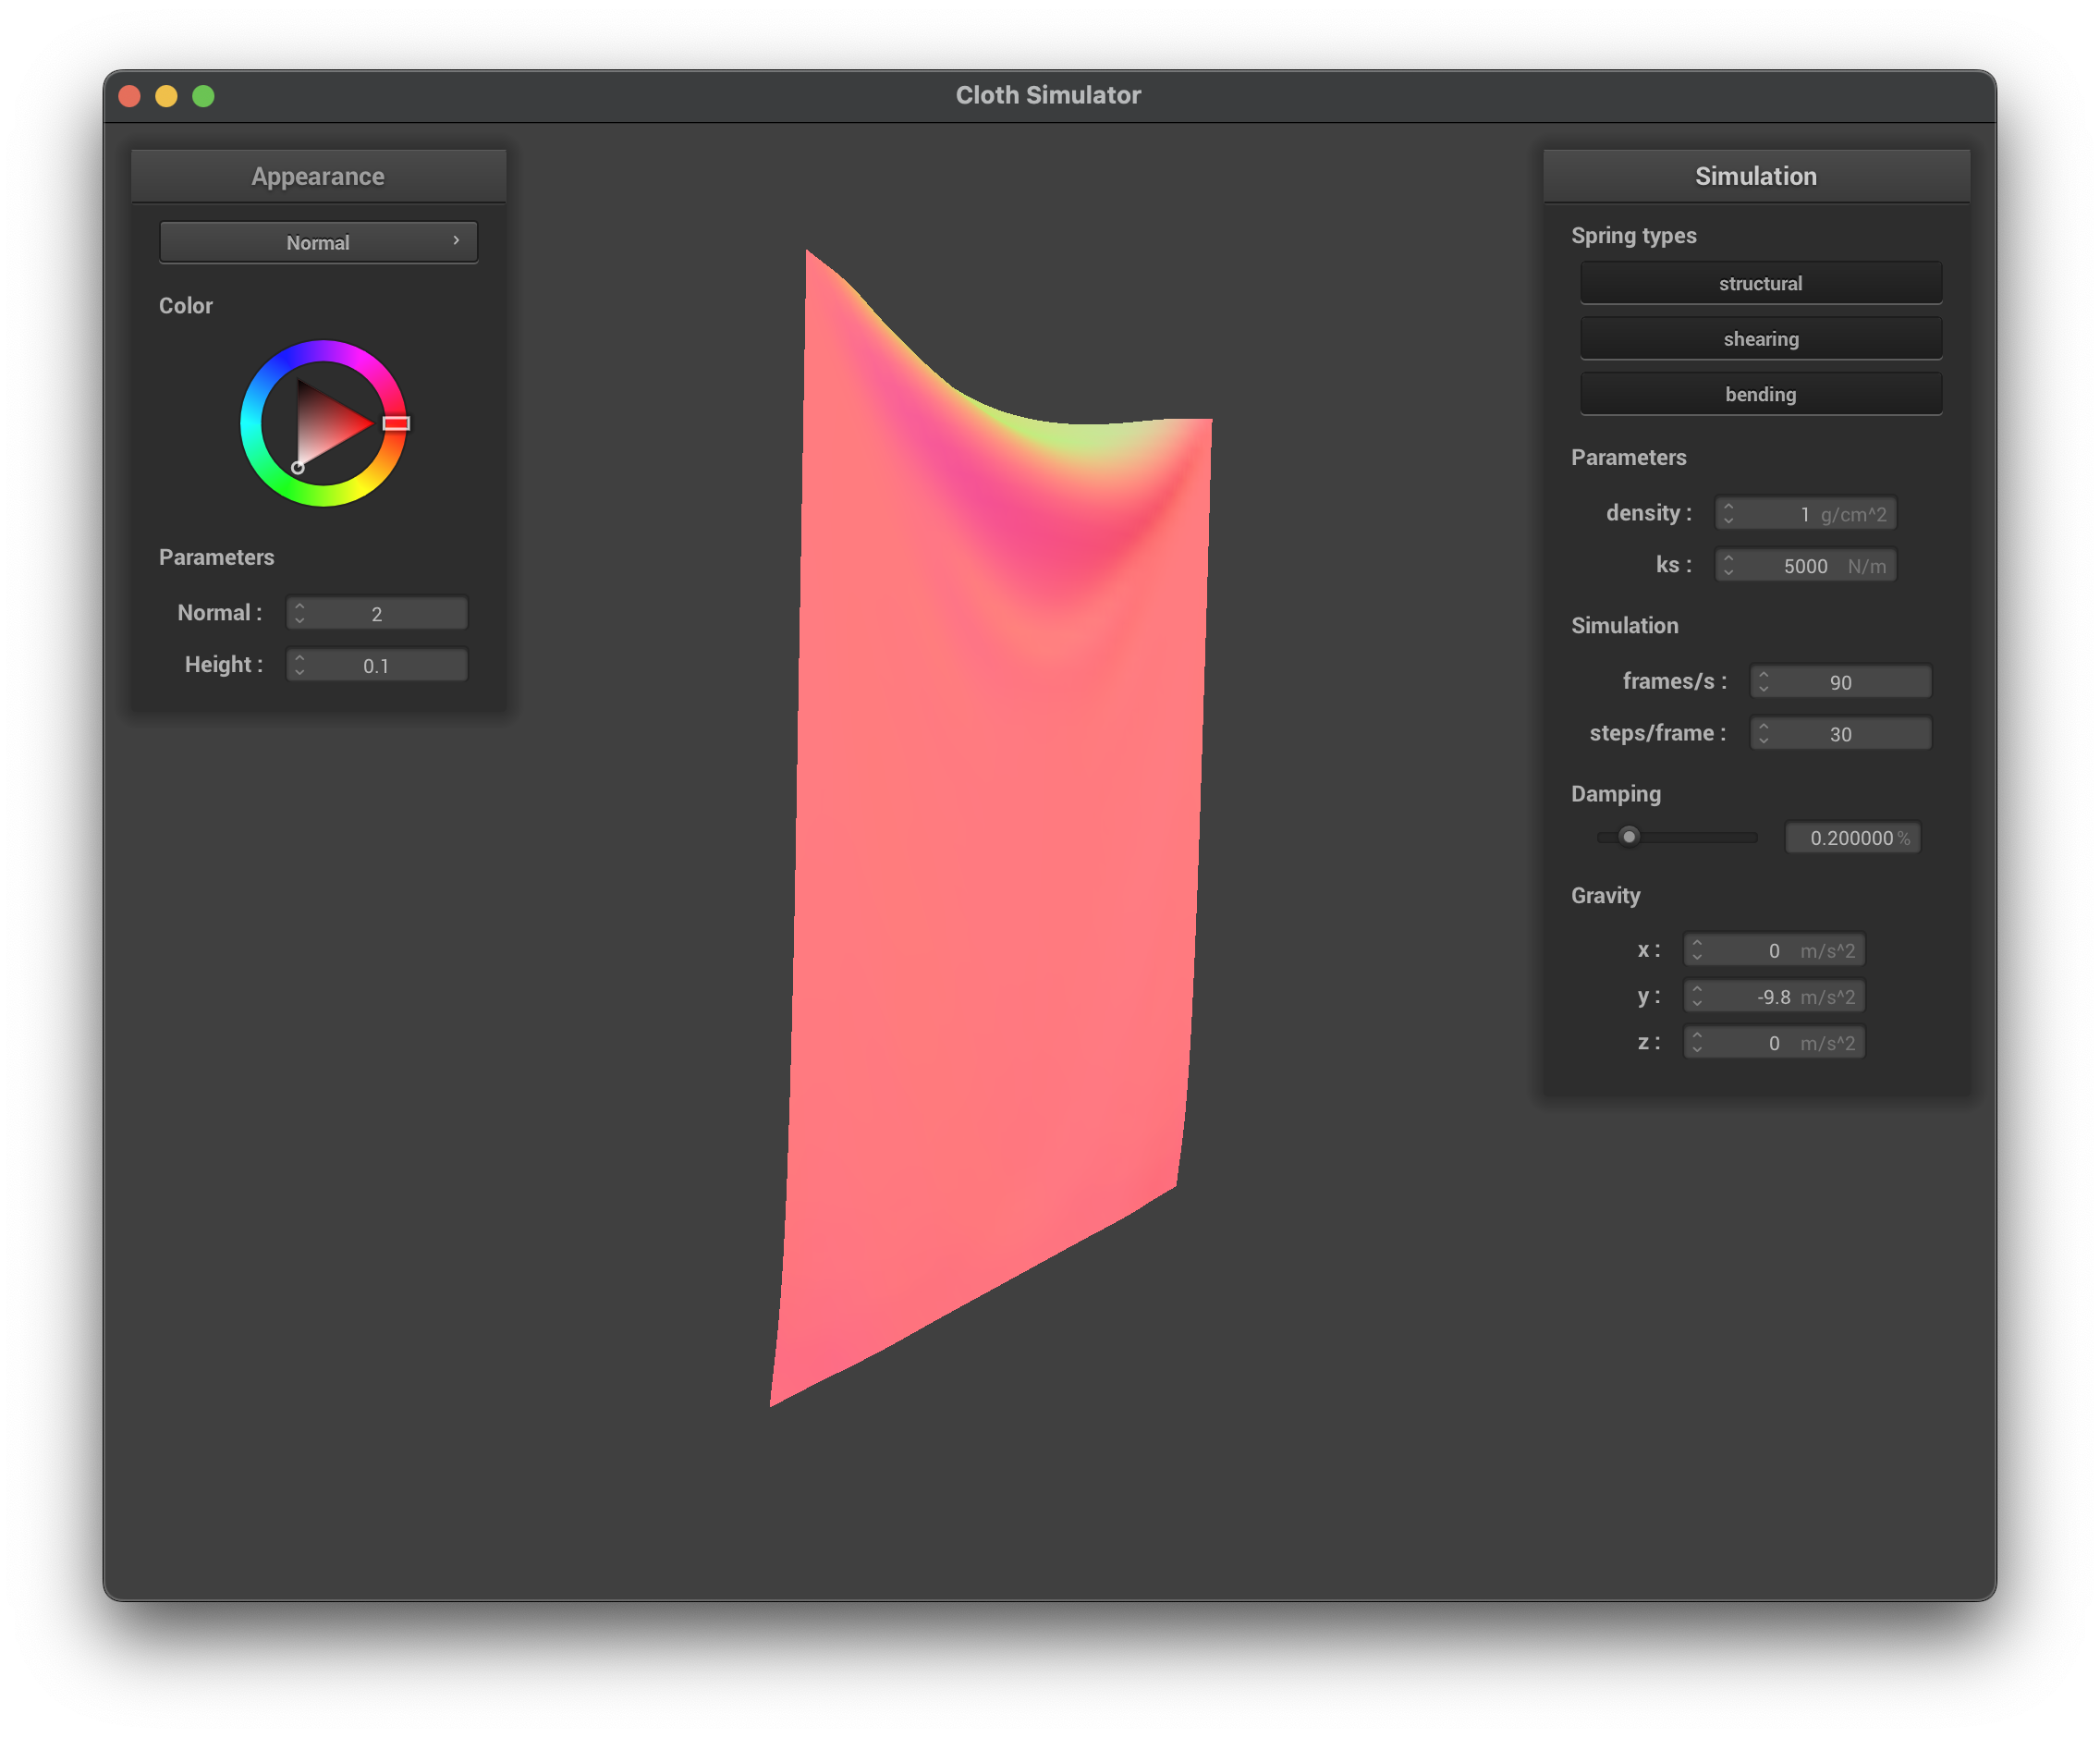 Cloth Simulator
Appearance
Normal
Color
Parameters
Normal : 2
Height : 0.1
Simulation
Spring types
structural
shearing
bending
Parameters
density : 1 g/cm^2
ks : 5000 N/m
Simulation
frames/s : 90
steps/frame : 30
Damping
0.200000 %
Gravity
x : 0 m/s^2
y : -9.8 m/s^2
z : 0 m/s^2